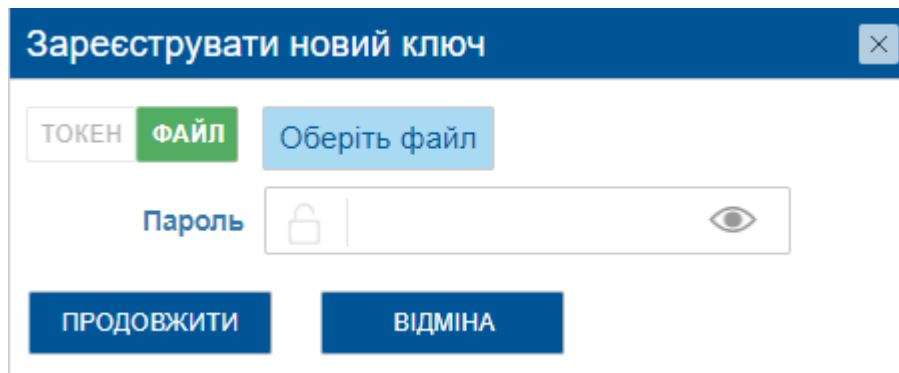 Зареєструвати новий ключ
ТОКЕН ФАЙЛ Оберіть файл
Пароль
ПРОДОВЖИТИ ВІДМІНА